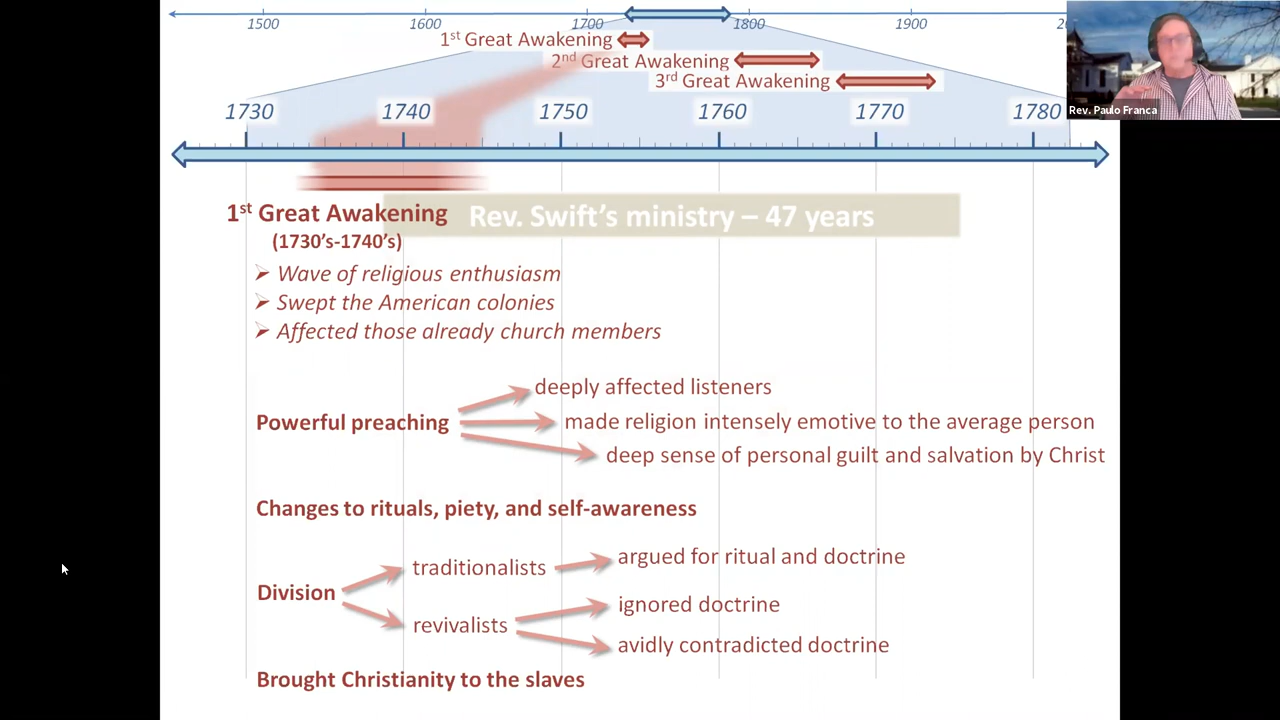 1500 1600 1700 1800 1900
1st Great Awakening
2nd Great Awakening
3rd Great Awakening
Rev. Paulo Franca
1730 1740 1750 1760 1770 1780
1st Great Awakening
Rev. Swift's ministry – 47 years
(1730's-1740's)
Wave of religious enthusiasm
Swept the American colonies
Affected those already church members
deeply affected listeners
Powerful preaching
made religion intensely emotive to the average person
deep sense of personal guilt and salvation by Christ
Changes to rituals, piety, and self-awareness
argued for ritual and doctrine
traditionalists
Division
ignored doctrine
revivalists
avidly contradicted doctrine
Brought Christianity to the slaves